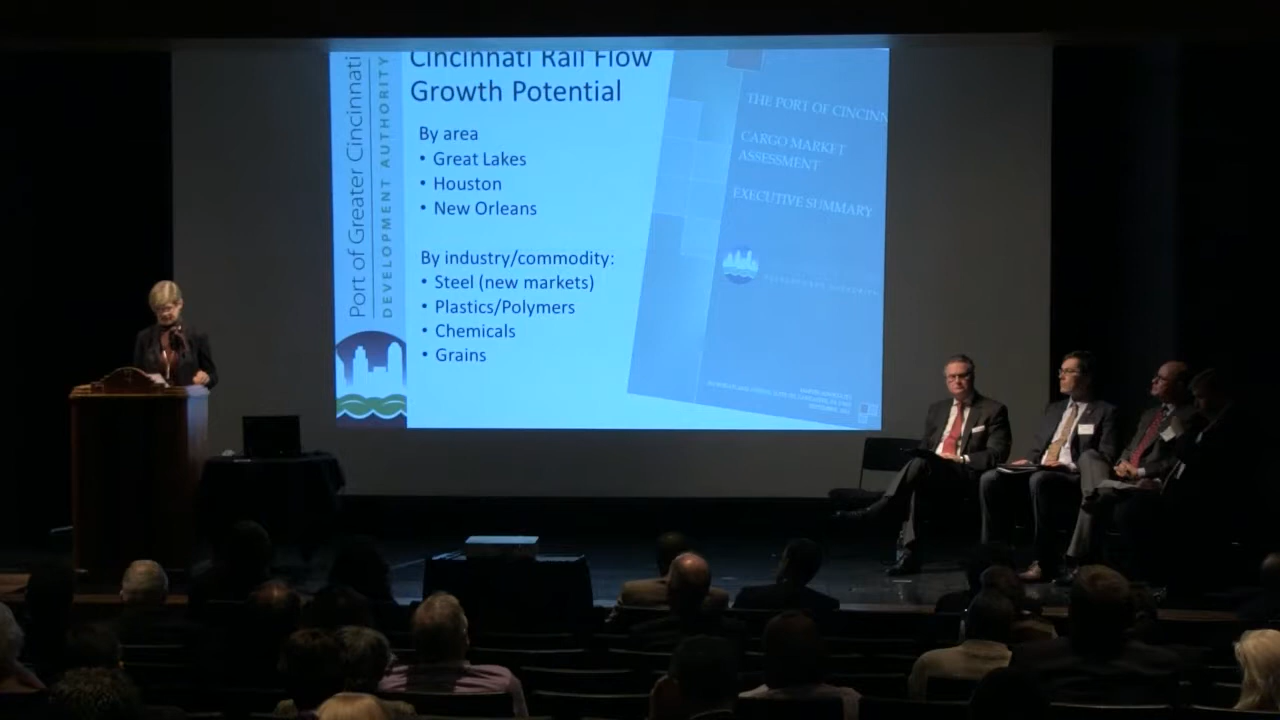 Port of Greater Cincinnati
DEVELOPMENT AUTHORITY
Cincinnati Rail Flow
Growth Potential
By area
• Great Lakes
• Houston
• New Orleans
By industry/commodity:
• Steel (new markets)
• Plastics/Polymers
• Chemicals
• Grains
THE PORT OF CINCINN
CARGO MARKET
ASSESSMENT
EXECUTIVE SUMMARY